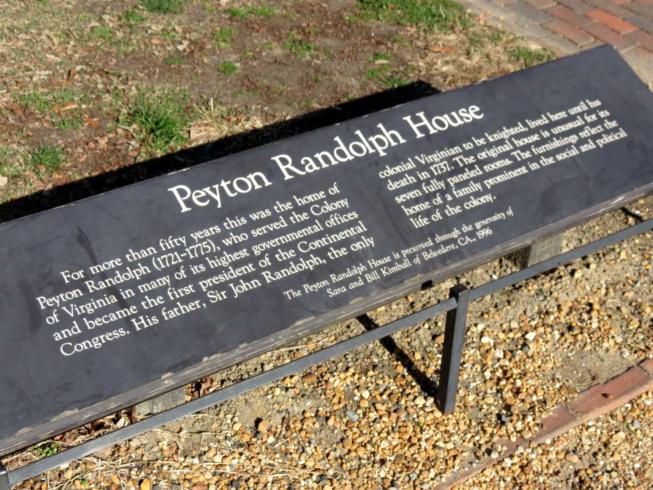 Peyton Randolph House
For more than fifty years this was the home of
Peyton Randolph (1721-1775), who served the Colony
of Virginia in many of its highest governmental offices
and became the first president of the Continental
Congress. His father, Sir John Randolph, the only
colonial Virginian to be knighted, lived here until his
death in 1737. The original house is unusual for its
seven fully paneled rooms. The furnishings reflect the
home of a family prominent in the social and political
life of the colony.
The Peyton Randolph House is preserved through the generosity of
Sara and Bill Kimball of Belvedere, CA., 1996